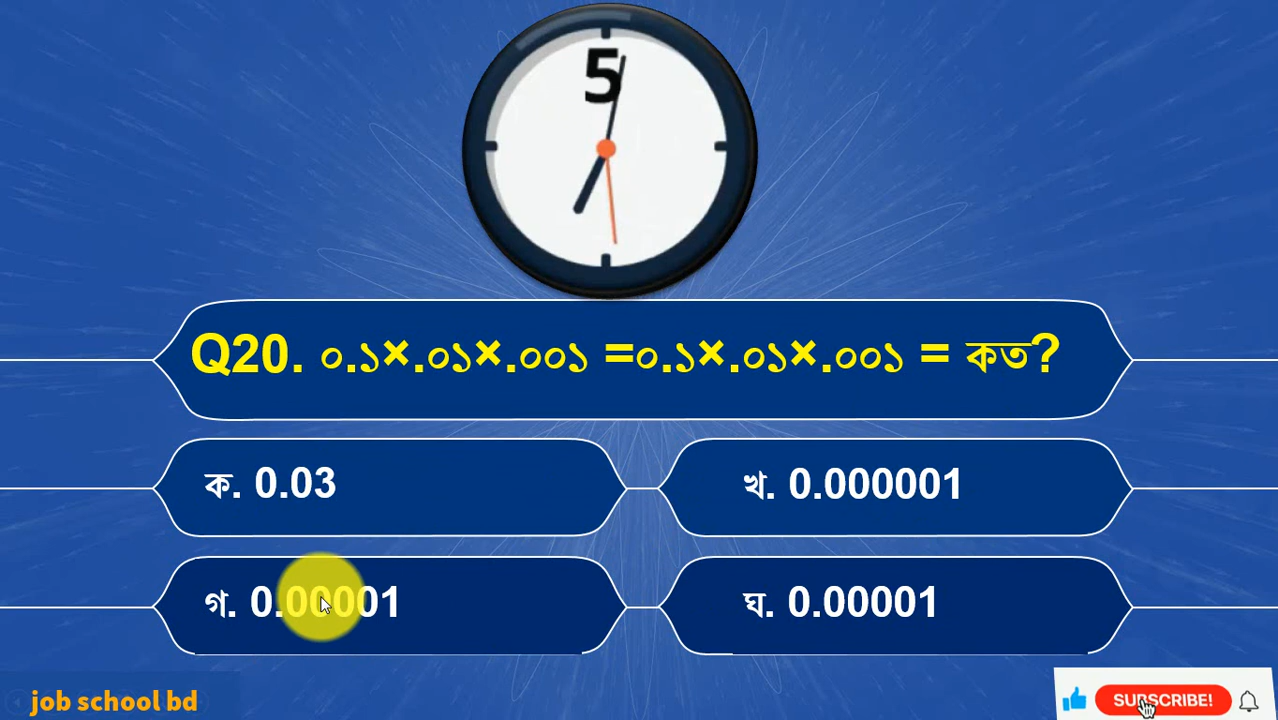 5
Q20. ০.১×.০১×.০০১ =০.১×.০১×.০০১ = কত?
ক. 0.03
খ. 0.000001
গ. 0.00001
ঘ. 0.00001
job school bd
SUBSCRIBE!